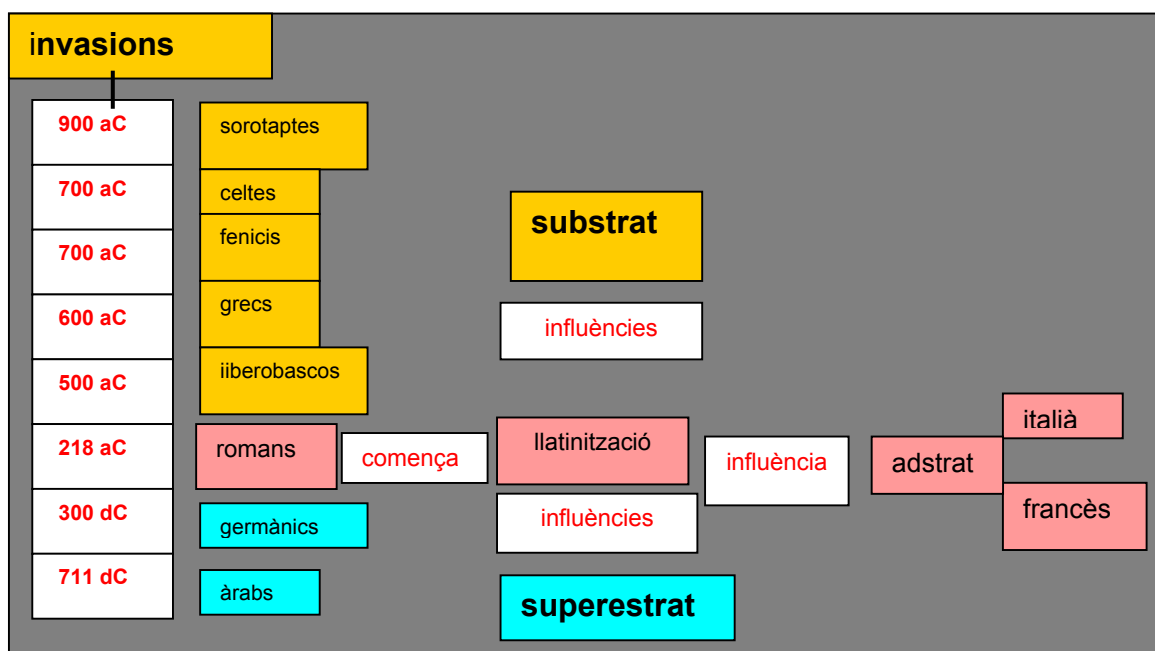 invasions
900 aC
sorotaptes
700 aC
celtes
substrat
700 aC
fenicis
600 aC
grecs
influències
500 aC
iiberobascos
italià
218 aC
romans
comença
llatinització
influència
adstrat
300 dC
germànics
influències
francès
711 dC
àrabs
superestrat